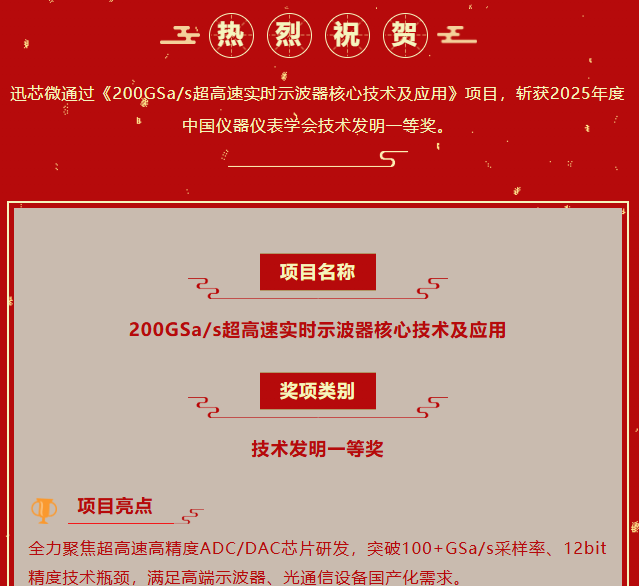 热烈祝贺
迅芯微通过《200GSa/s超高速实时示波器核心技术及应用》项目，斩获2025年度
中国仪器仪表学会技术发明一等奖。
项目名称
200GSa/s超高速实时示波器核心技术及应用
奖项类别
技术发明一等奖
项目亮点
全力聚焦超高速高精度ADC/DAC芯片研发，突破100+GSa/s采样率、12bit
精度技术瓶颈，满足高端示波器、光通信设备国产化需求。